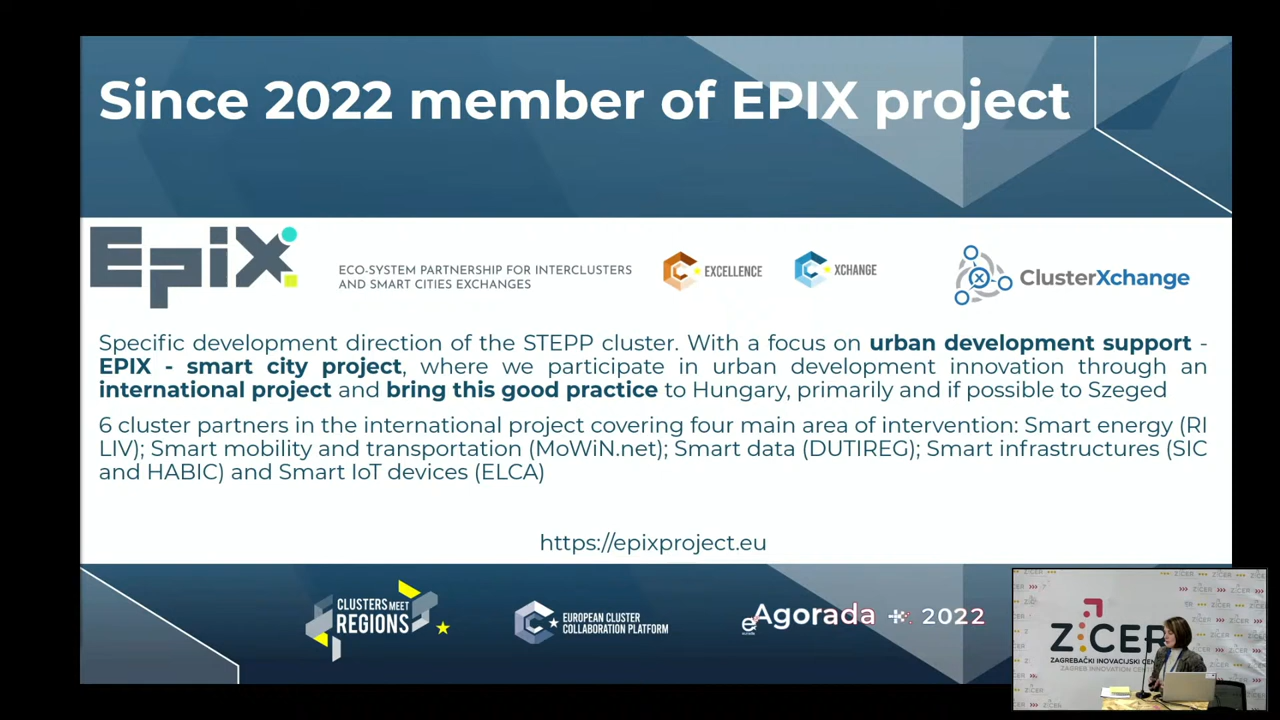 Since 2022 member of EPIX project
EpiX
ECO-SYSTEM PARTNERSHIP FOR INTERCLUSTERS
AND SMART CITIES EXCHANGES
EXCELLENCE
XCHANGE
ClusterXchange
Specific development direction of the STEPP cluster. With a focus on urban development support -
EPIX - smart city project, where we participate in urban development innovation through an
international project and bring this good practice to Hungary, primarily and if possible to Szeged
6 cluster partners in the international project covering four main area of intervention: Smart energy (RI
LIV); Smart mobility and transportation (MoWiN.net); Smart data (DUTIREG); Smart infrastructures (SIC
and HABIC) and Smart IoT devices (ELCA)
https://epixproject.eu
CLUSTERS MEET
REGIONS
EUROPEAN CLUSTER
COLLABORATION PLATFORM
Agorada 2022
ZICER
ZAGREBAČKI INOVACIJSKI CEN
ZAGREB INNOVATION CEN